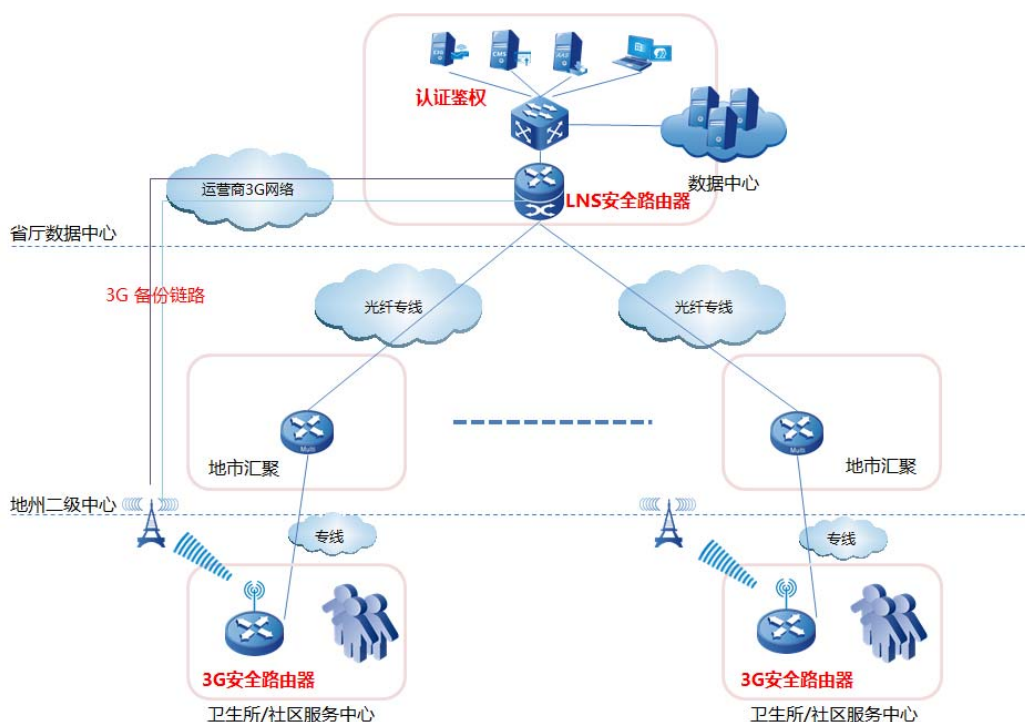 CMS
认证鉴权
运营商3G网络
数据中心
LNS安全路由器
省厅数据中心
3G 备份链路
光纤专线
光纤专线
Multi
Multi
地市汇聚
地市汇聚
地州二级中心
专线
专线
3G安全路由器
3G安全路由器
卫生所/社区服务中心
卫生所/社区服务中心